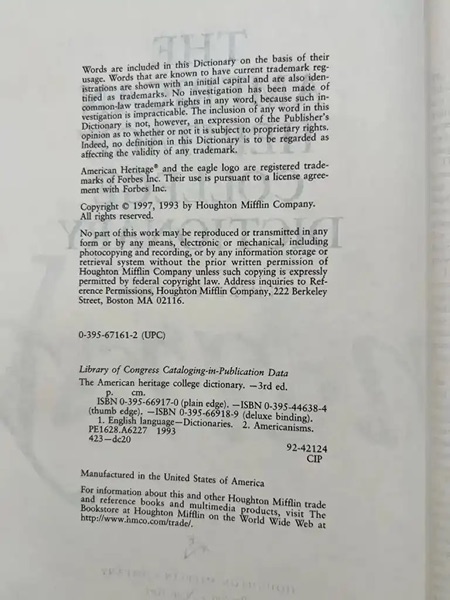 Words are included in this Dictionary on the basis of their
usage. Words that are known to have current trademark reg-
istrations are shown with an initial capital and are also iden-
tified as trademarks. No investigation has been made of
common-law trademark rights in any word, because such in-
vestigation is impracticable. The inclusion of any word in this
Dictionary is not, however, an expression of the Publisher's
opinion as to whether or not it is subject to proprietary rights.
Indeed, no definition in this Dictionary is to be regarded as
affecting the validity of any trademark.
American Heritage® and the eagle logo are registered trade-
marks of Forbes Inc. Their use is pursuant to a license agree-
ment with Forbes Inc.
Copyright © 1997, 1993 by Houghton Mifflin Company.
All rights reserved.
No part of this work may be reproduced or transmitted in any
form or by any means, electronic or mechanical, including
photocopying and recording, or by any information storage or
retrieval system without the prior written permission of
Houghton Mifflin Company unless such copying is expressly
permitted by federal copyright law. Address inquiries to Ref-
erence Permissions, Houghton Mifflin Company, 222 Berkeley
Street, Boston MA 02116.
0-395-67161-2 (UPC)
Library of Congress Cataloging-in-Publication Data
The American heritage college dictionary. —3rd ed.
p. cm.
ISBN 0-395-66917-0 (plain edge). —ISBN 0-395-44638-4
(thumb edge). —ISBN 0-395-66918-9 (deluxe binding).
1. English language—Dictionaries. 2. Americanisms.
PE1628.A6227 1993
423—dc20 92-42124
CIP
Manufactured in the United States of America
For information about this and other Houghton Mifflin trade
and reference books and multimedia products, visit The
Bookstore at Houghton Mifflin on the World Wide Web at
http://www.hmco.com/trade/.